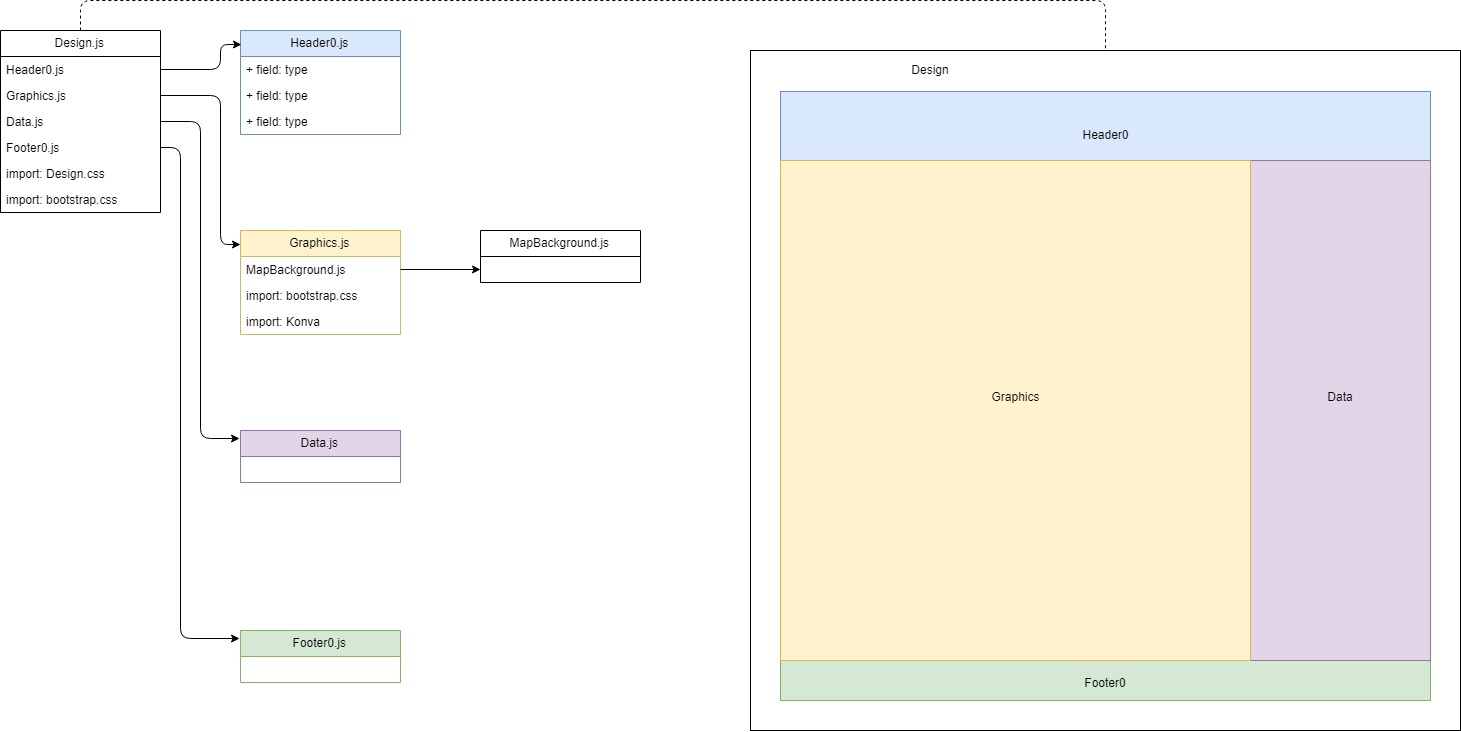 Design.js
Header0.js
Graphics.js
Data.js
Footer0.js
import: Design.css
import: bootstrap.css
Header0.js
+ field: type
+ field: type
+ field: type
Graphics.js
MapBackground.js
import: bootstrap.css
import: Konva
MapBackground.js
Data.js
Footer0.js
Design
Header0
Graphics
Data
Footer0